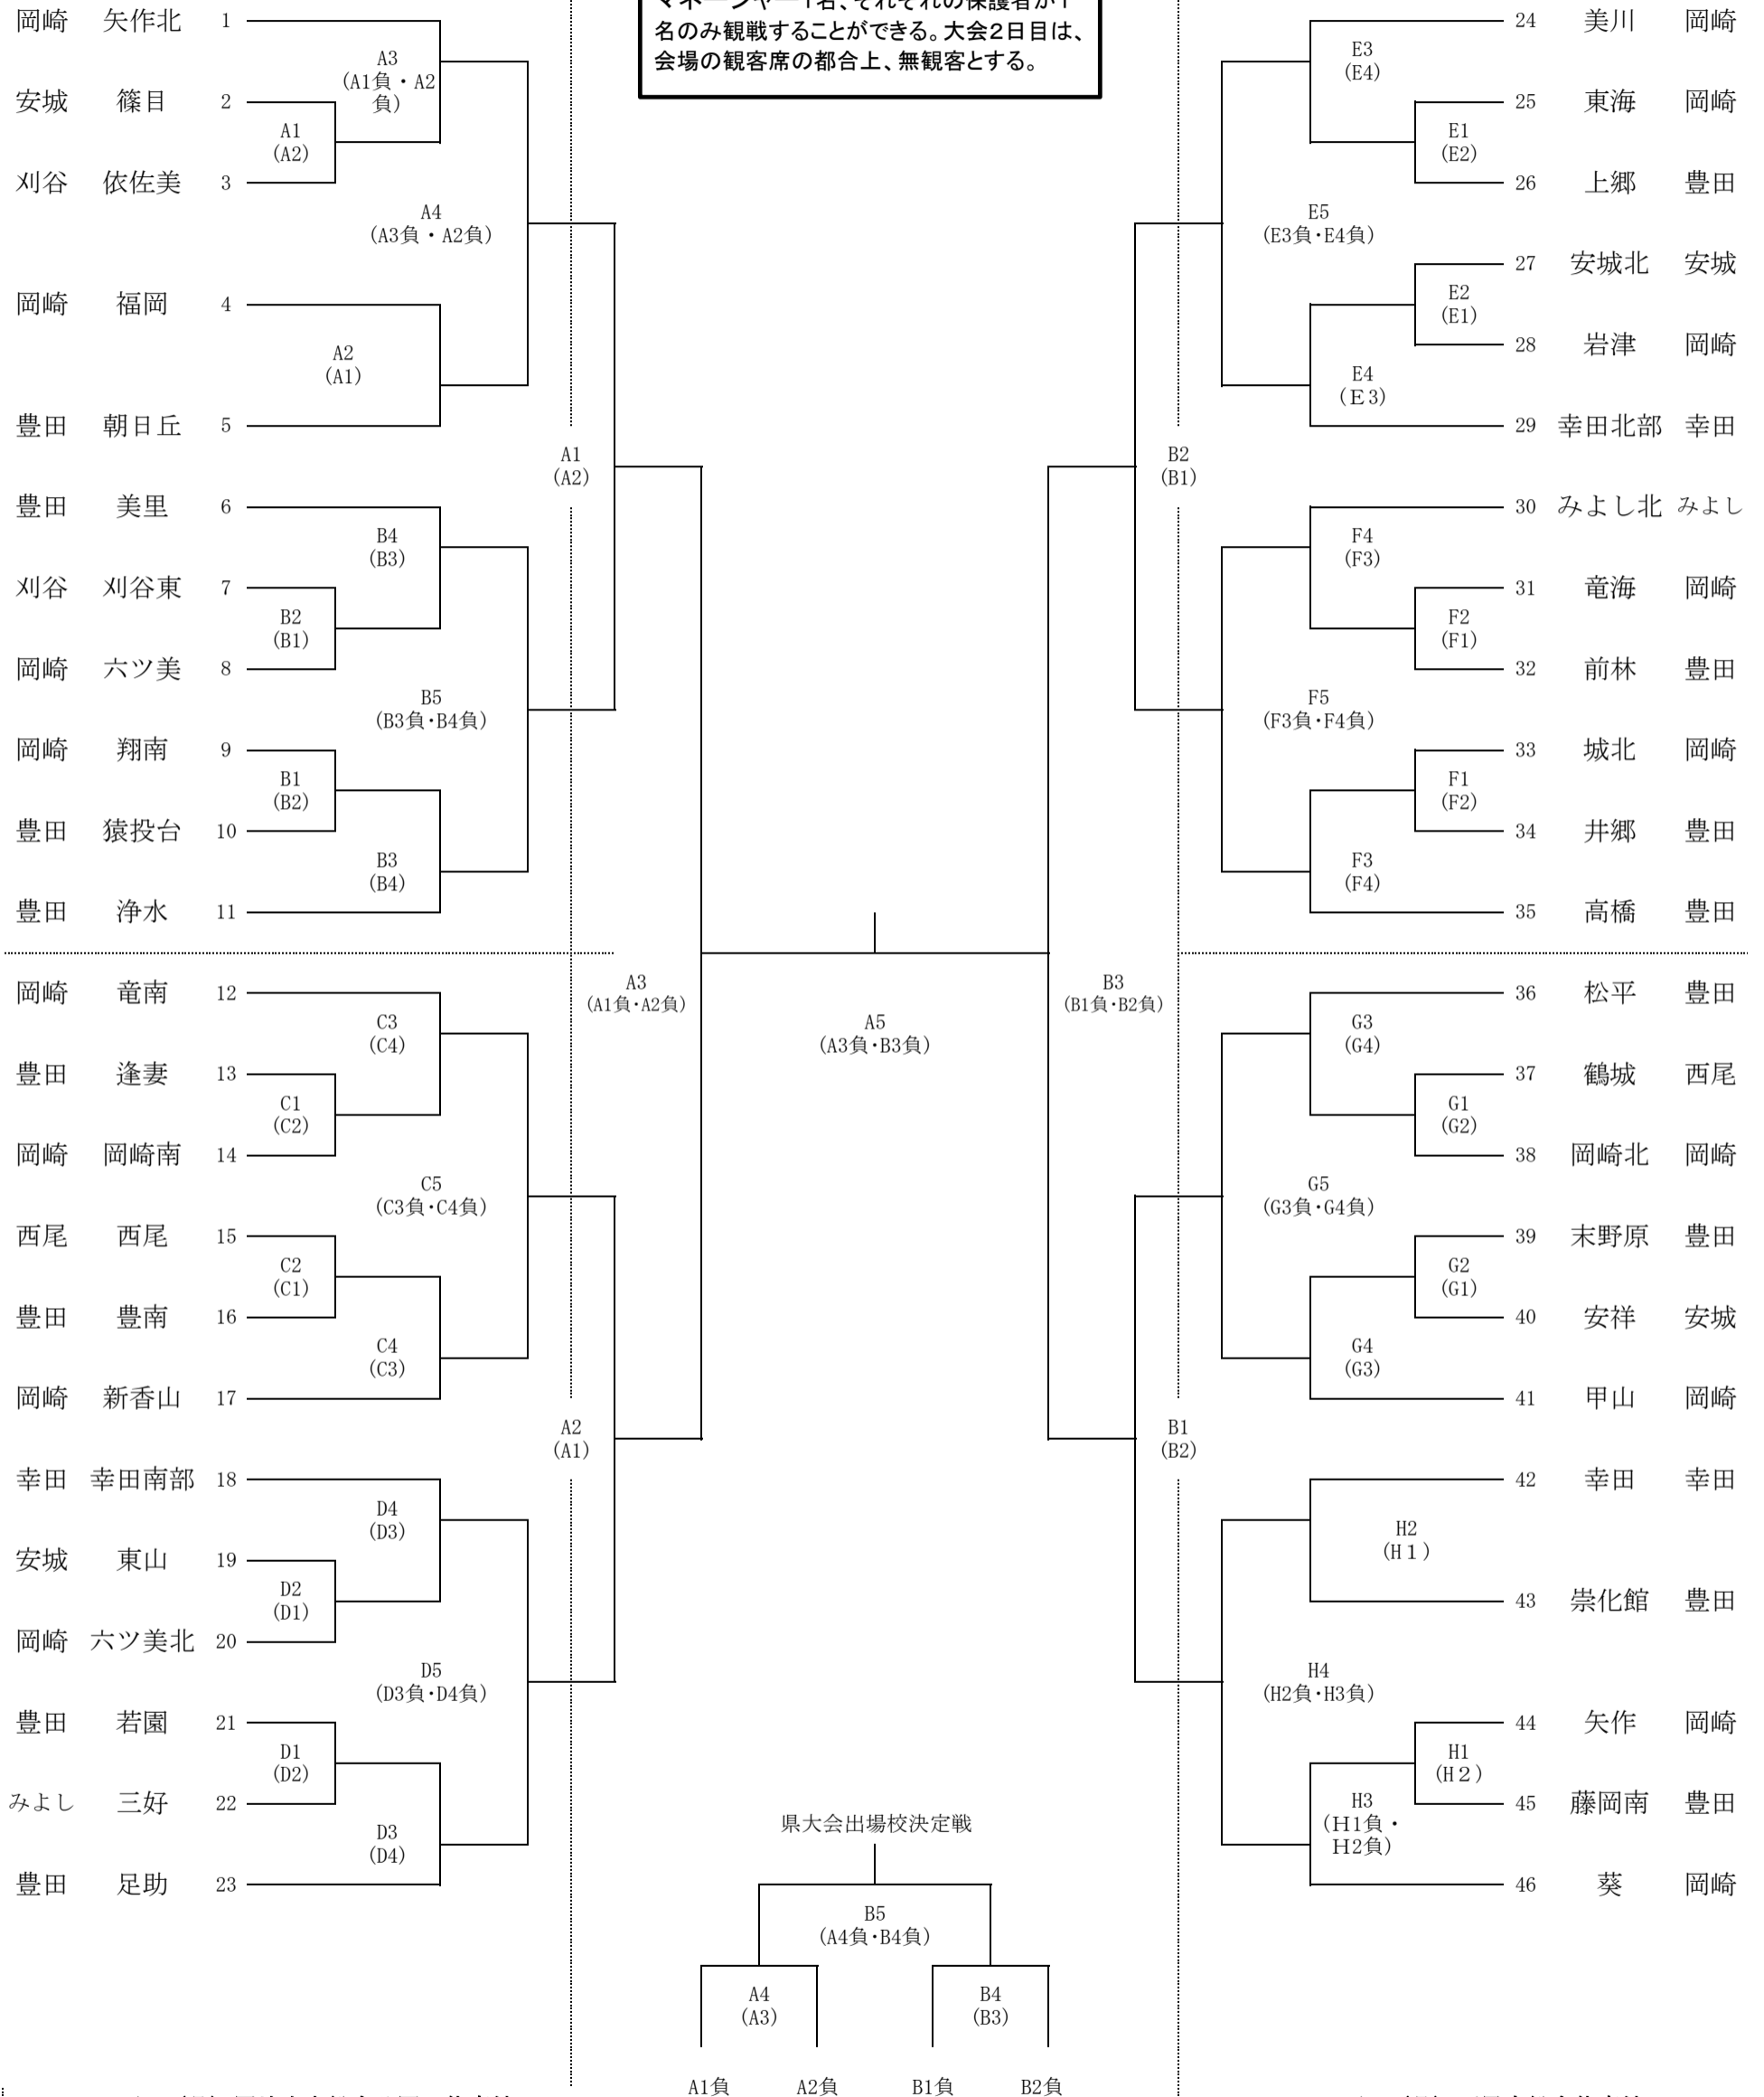 マネージャー1名、それぞれの保護者が1
名のみ観戦することができる。大会2日目は、
会場の観客席の都合上、無観客とする。
岡崎 矢作北 1
A3
(A1負・A2
負)
安城 篠目 2
A1
(A2)
刈谷 依佐美 3
A4
(A3負・A2負)
岡崎 福岡 4
A2
(A1)
豊田 朝日丘 5
A1
(A2)
豊田 美里 6
B4
(B3)
刈谷 刈谷東 7
B2
(B1)
岡崎 六ツ美 8
B5
(B3負・B4負)
岡崎 翔南 9
B1
(B2)
豊田 猿投台 10
B3
(B4)
豊田 浄水 11
A3
(A1負・A2負)
岡崎 竜南 12
C3
(C4)
豊田 逢妻 13
C1
(C2)
岡崎 岡崎南 14
C5
(C3負・C4負)
西尾 西尾 15
C2
(C1)
豊田 豊南 16
C4
(C3)
岡崎 新香山 17
A2
(A1)
幸田 幸田南部 18
D4
(D3)
安城 東山 19
D2
(D1)
岡崎 六ツ美北 20
D5
(D3負・D4負)
豊田 若園 21
D1
(D2)
みよし 三好 22
D3
(D4)
豊田 足助 23
A5
(A3負・B3負)
24 美川 岡崎
E3
(E4)
25 東海 岡崎
E1
(E2)
26 上郷 豊田
E5
(E3負・E4負)
27 安城北 安城
E2
(E1)
28 岩津 岡崎
E4
(E3)
29 幸田北部 幸田
B2
(B1)
30 みよし北 みよし
F4
(F3)
31 竜海 岡崎
F2
(F1)
32 前林 豊田
F5
(F3負・F4負)
33 城北 岡崎
F1
(F2)
34 井郷 豊田
F3
(F4)
35 高橋 豊田
B3
(B1負・B2負)
36 松平 豊田
G3
(G4)
37 鶴城 西尾
G1
(G2)
38 岡崎北 岡崎
G5
(G3負・G4負)
39 末野原 豊田
G2
(G1)
40 安祥 安城
G4
(G3)
41 甲山 岡崎
B1
(B2)
42 幸田 幸田
H2
(H1)
43 崇化館 豊田
H4
(H2負・H3負)
44 矢作 岡崎
H1
(H2)
45 藤岡南 豊田
H3
(H1負・
H2負)
46 葵 岡崎
県大会出場校決定戦
B5
(A4負・B4負)
A4
(A3)
B4
(B3)
A1負 A2負 B1負 B2負